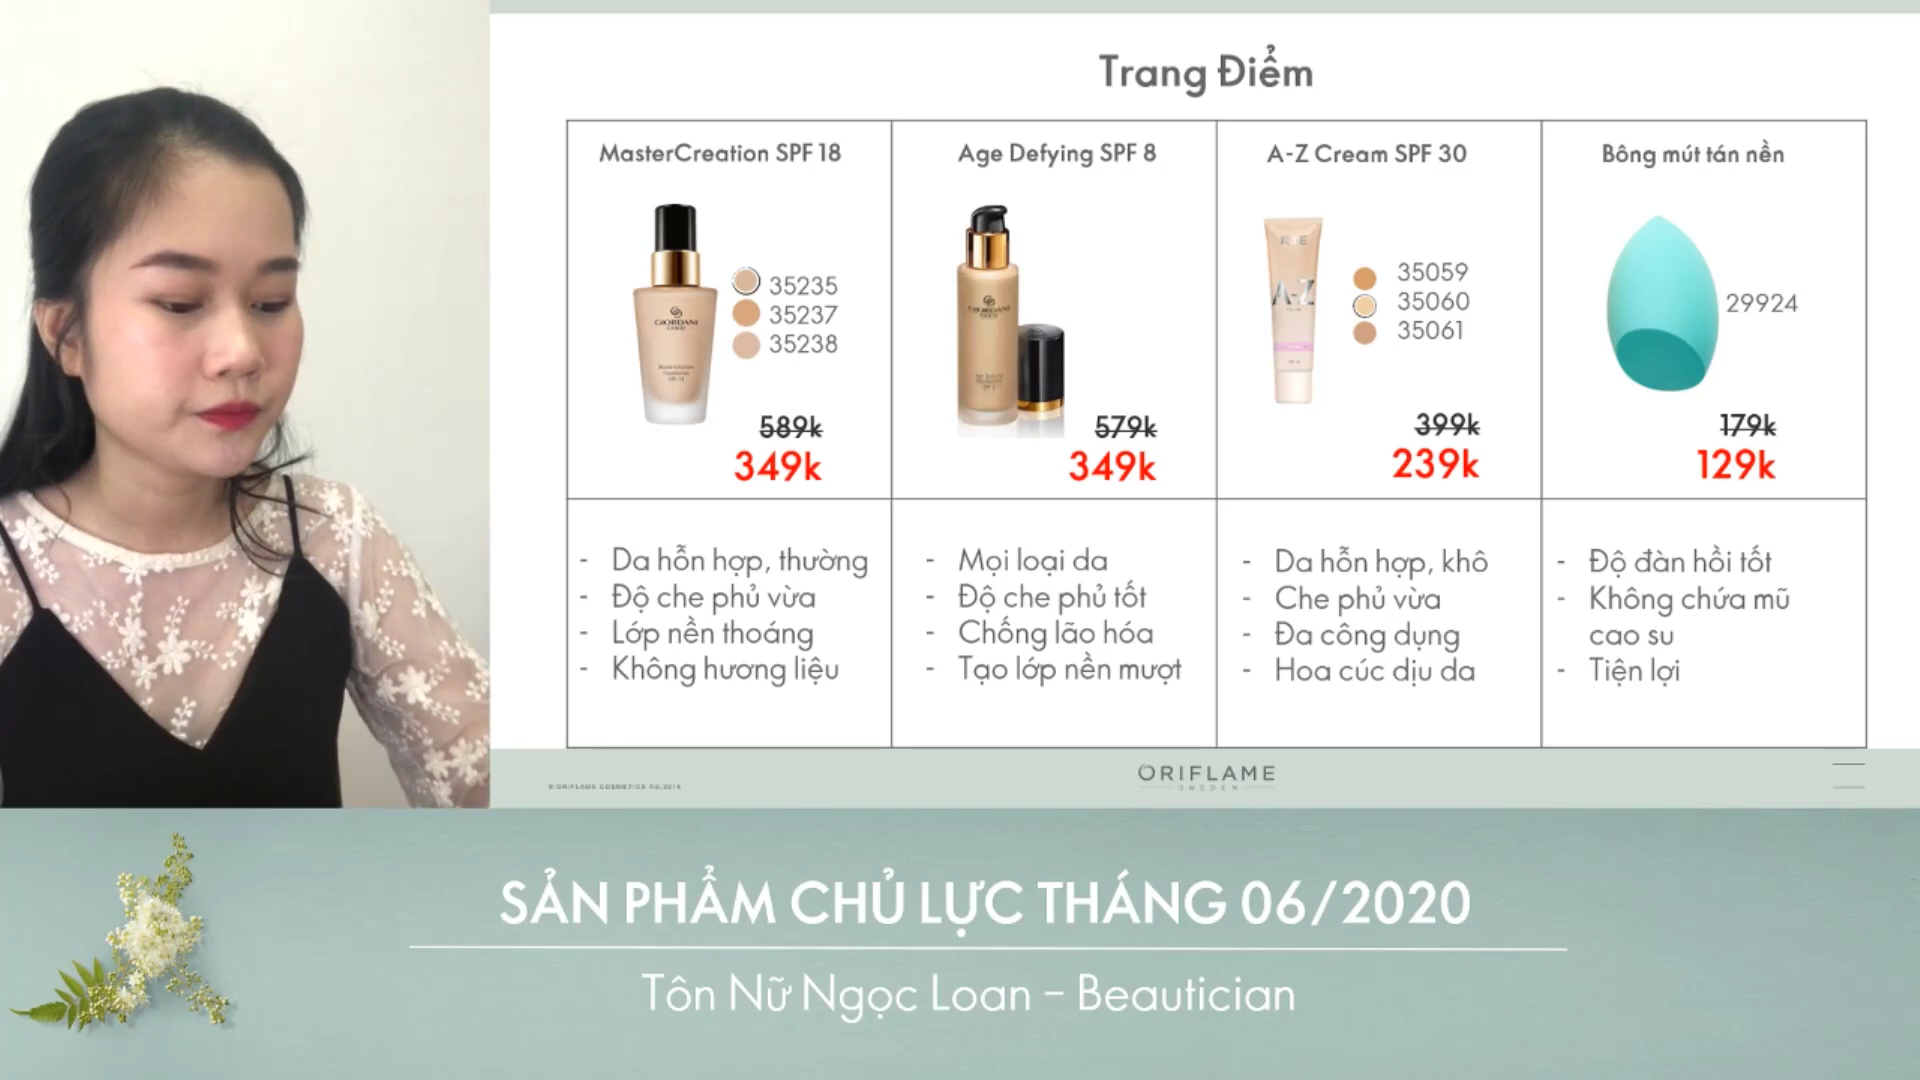 Trang Điểm
MasterCreation SPF 18
GIORDANI
GOLD
35235
35237
35238
589k
349k
Age Defying SPF 8
GIORDANI
GOLD
579k
349k
A-Z Cream SPF 30
A-Z
35059
35060
35061
399k
239k
Bông mút tán nền
29924
179k
129k
- Da hỗn hợp, thường
- Độ che phủ vừa
- Lớp nền thoáng
- Không hương liệu
- Mọi loại da
- Độ che phủ tốt
- Chống lão hóa
- Tạo lớp nền mượt
- Da hỗn hợp, khô
- Che phủ vừa
- Đa công dụng
- Hoa cúc dịu da
- Độ đàn hồi tốt
- Không chứa mũ
cao su
- Tiện lợi
ORIFLAME
SWEDEN
SẢN PHẨM CHỦ LỰC THÁNG 06/2020
Tôn Nữ Ngọc Loan – Beautician